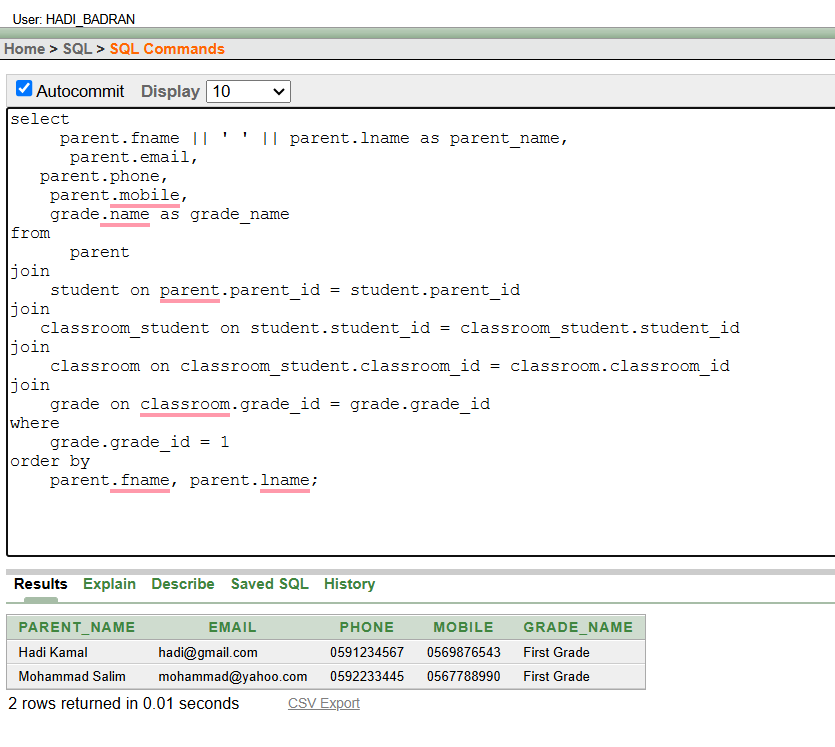 User: HADI_BADRAN
Home > SQL > SQL Commands
Autocommit Display 10
select
parent.fname || ' ' || parent.lname as parent_name,
parent.email,
parent.phone,
parent.mobile,
grade.name as grade_name
from
parent
join
student on parent.parent_id = student.parent_id
join
classroom_student on student.student_id = classroom_student.student_id
join
classroom on classroom_student.classroom_id = classroom.classroom_id
join
grade on classroom.grade_id = grade.grade_id
where
grade.grade_id = 1
order by
parent.fname, parent.lname;
Results Explain Describe Saved SQL History
PARENT_NAME EMAIL PHONE MOBILE GRADE_NAME
Hadi Kamal hadi@gmail.com 0591234567 0569876543 First Grade
Mohammad Salim mohammad@yahoo.com 0592233445 0567788990 First Grade
2 rows returned in 0.01 seconds CSV Export